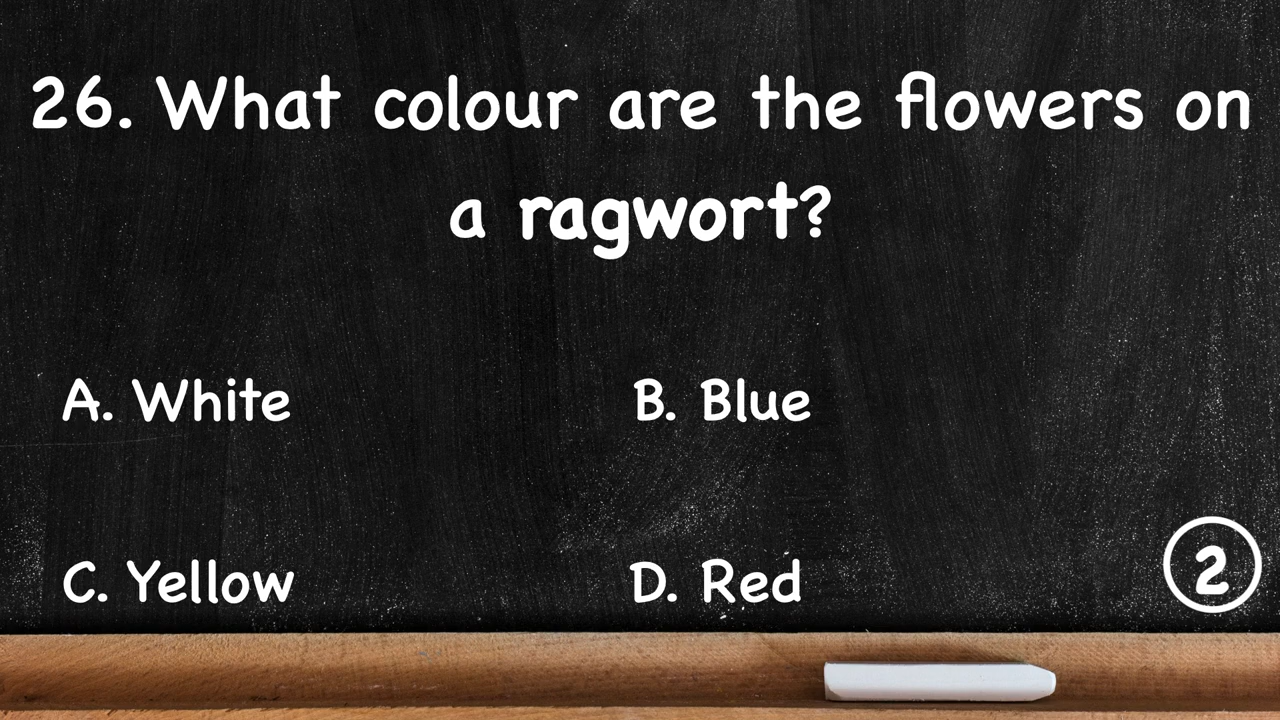 26. What colour are the flowers on
a ragwort?
A. White
B. Blue
C. Yellow
D. Red
2